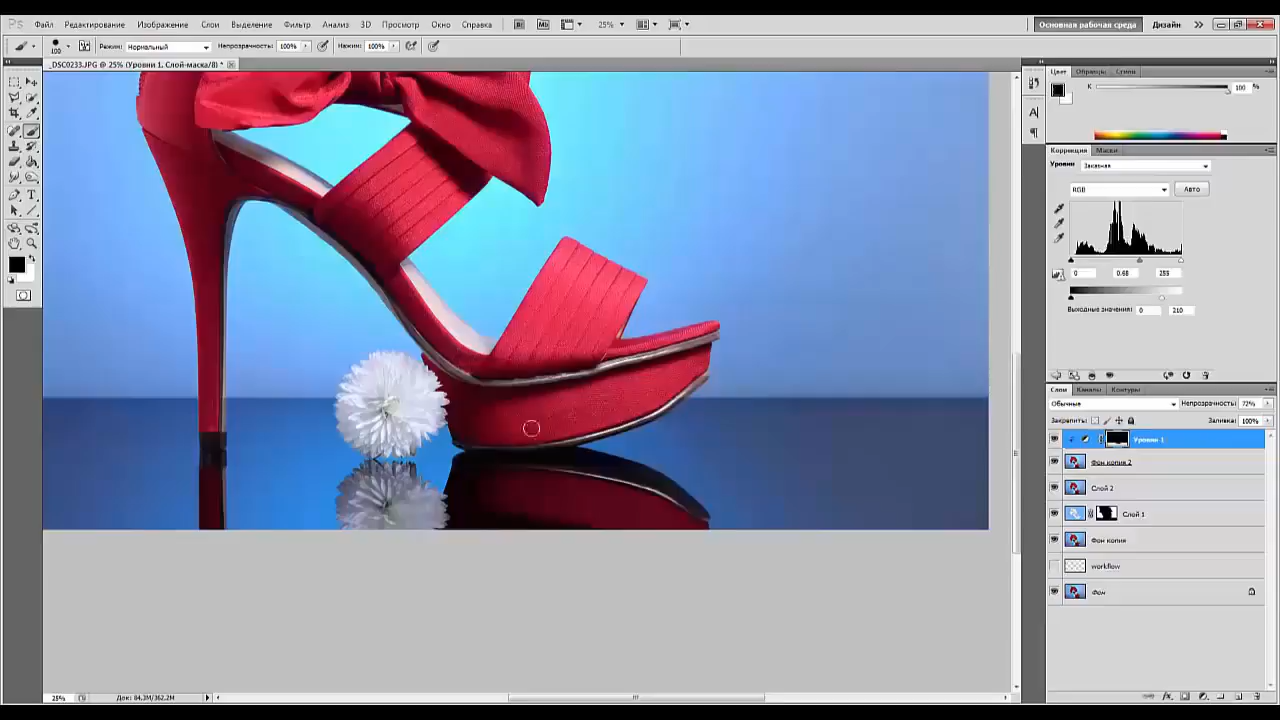 Ps Файл Редактирование Изображение Слои Выделение Фильтр Анализ 3D Просмотр Окно Справка Br Mb 25% Основная рабочая среда Дизайн
100 Режим: Нормальный Непрозрачность: 100% Нажим: 100%
_DSC0233.JPG @ 25% (Уровни 1, Слой-маска/8) *
Цвет Образцы Стили
K 100 %
Коррекция Маски
Уровни Заказная
RGB Авто
0 0.68 255
Выходные значения: 0 210
Слои Каналы Контуры
Обычные Непрозрачность: 72%
Закрепить: Заливка: 100%
Уровни 1
Фон копия 2
Слой 2
Слой 1
Фон копия
workflow
Фон
25% Док: 84,3M/362,2M